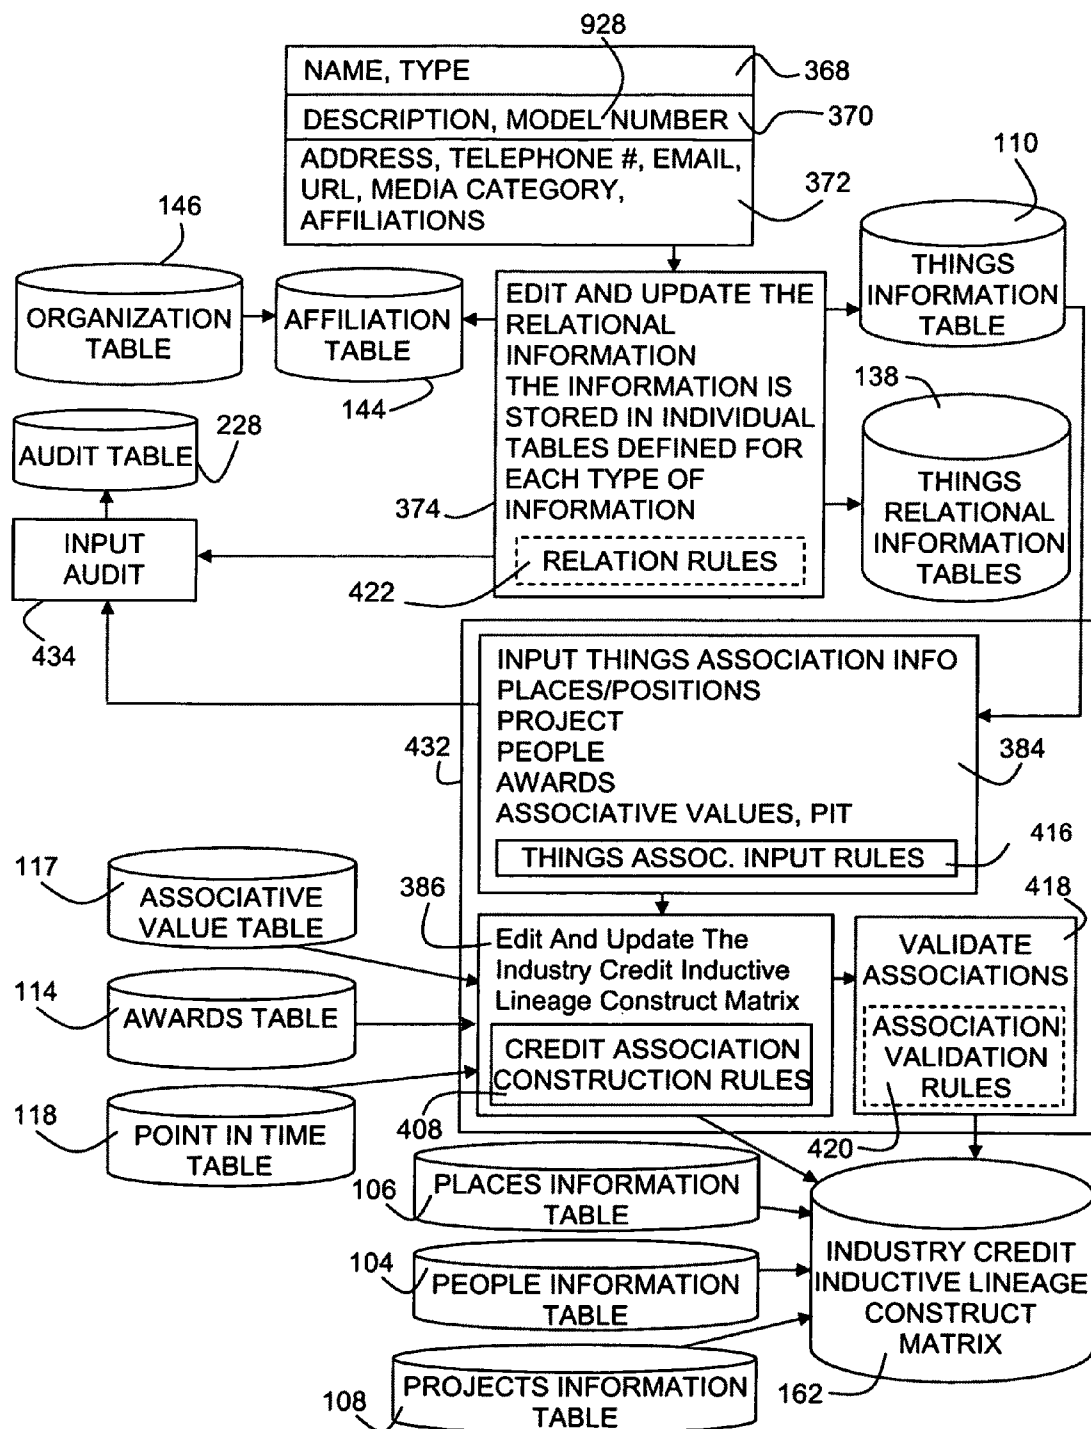 928
NAME, TYPE
368
DESCRIPTION, MODEL NUMBER
370
ADDRESS, TELEPHONE #, EMAIL,
URL, MEDIA CATEGORY,
AFFILIATIONS
372
110
146
THINGS
INFORMATION
TABLE
ORGANIZATION
TABLE
AFFILIATION
TABLE
144
EDIT AND UPDATE THE
RELATIONAL
INFORMATION
THE INFORMATION IS
STORED IN INDIVIDUAL
TABLES DEFINED FOR
EACH TYPE OF
INFORMATION
374
RELATION RULES
422
138
THINGS
RELATIONAL
INFORMATION
TABLES
228
AUDIT TABLE
INPUT
AUDIT
434
INPUT THINGS ASSOCIATION INFO
PLACES/POSITIONS
PROJECT
PEOPLE
AWARDS
ASSOCIATIVE VALUES, PIT
432
384
THINGS ASSOC. INPUT RULES
416
117
ASSOCIATIVE
VALUE TABLE
386
Edit And Update The
Industry Credit Inductive
Lineage Construct Matrix
418
VALIDATE
ASSOCIATIONS
114
AWARDS TABLE
CREDIT ASSOCIATION
CONSTRUCTION RULES
408
ASSOCIATION
VALIDATION
RULES
420
118
POINT IN TIME
TABLE
106
PLACES INFORMATION
TABLE
104
PEOPLE INFORMATION
TABLE
108
PROJECTS INFORMATION
TABLE
INDUSTRY CREDIT
INDUCTIVE LINEAGE
CONSTRUCT
MATRIX
162